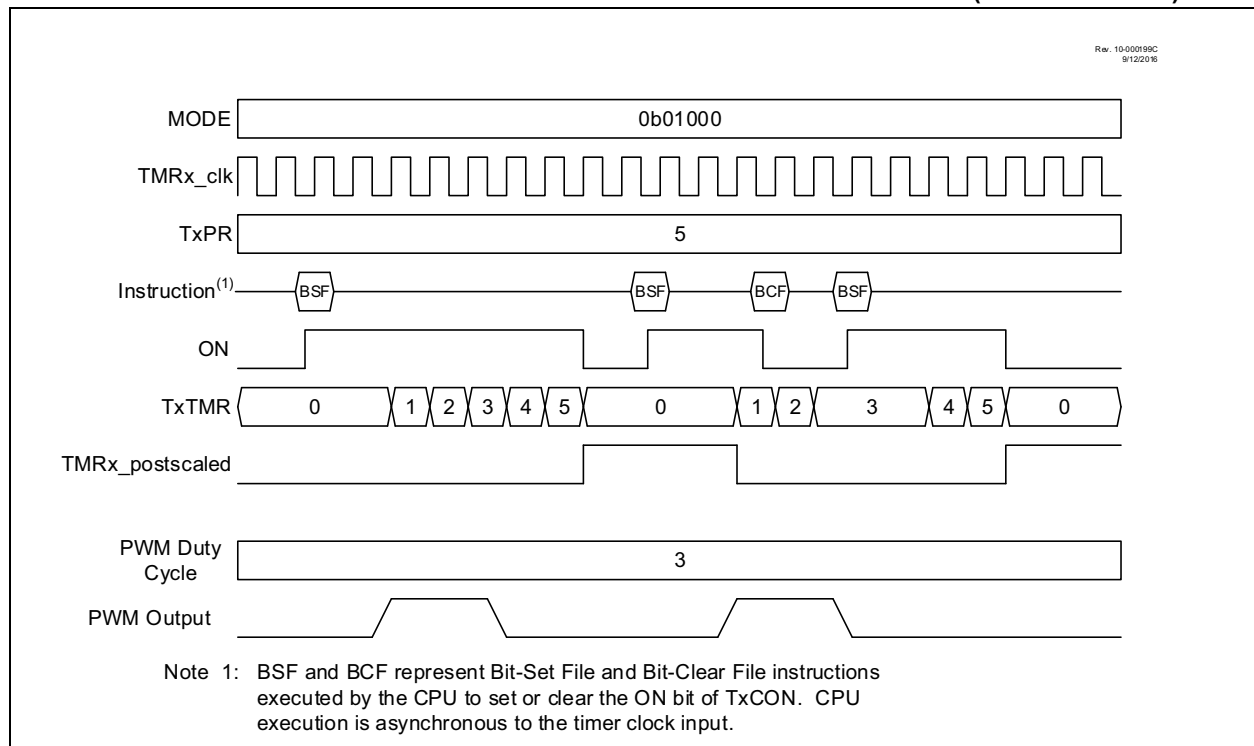 Rev. 10-000199C
9/12/2016
MODE 0b01000
TMRx_clk
TxPR 5
Instruction(1) BSF BSF BCF BSF
ON
TxTMR 0 1 2 3 4 5 0 1 2 3 4 5 0
TMRx_postscaled
PWM Duty
Cycle 3
PWM Output
Note 1: BSF and BCF represent Bit-Set File and Bit-Clear File instructions
executed by the CPU to set or clear the ON bit of TxCON. CPU
execution is asynchronous to the timer clock input.